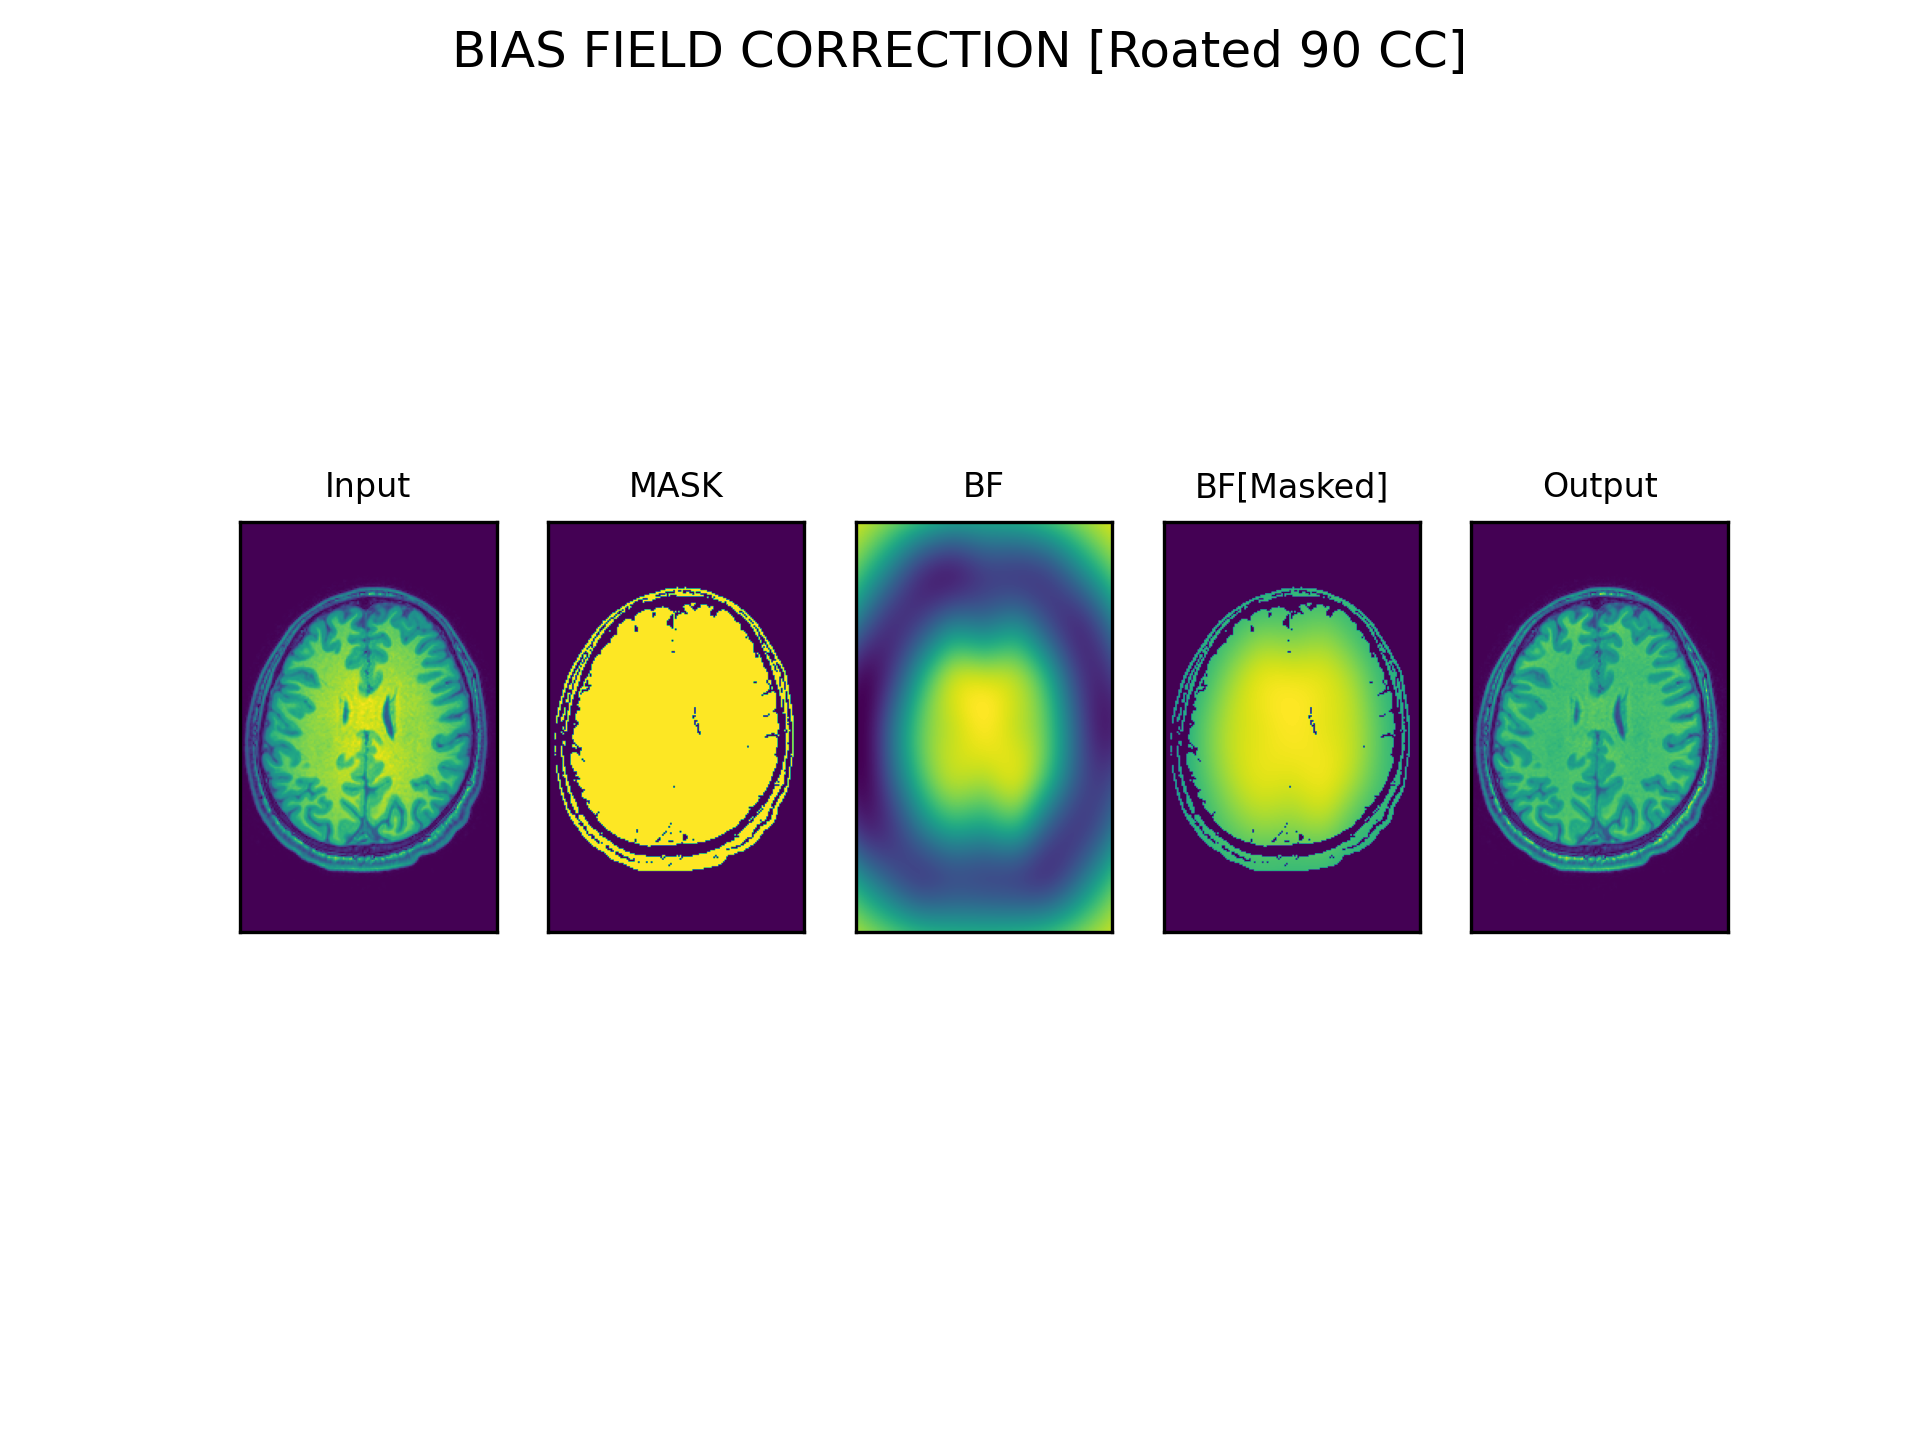 BIAS FIELD CORRECTION [Roated 90 CC]
Input
MASK
BF
BF[Masked]
Output